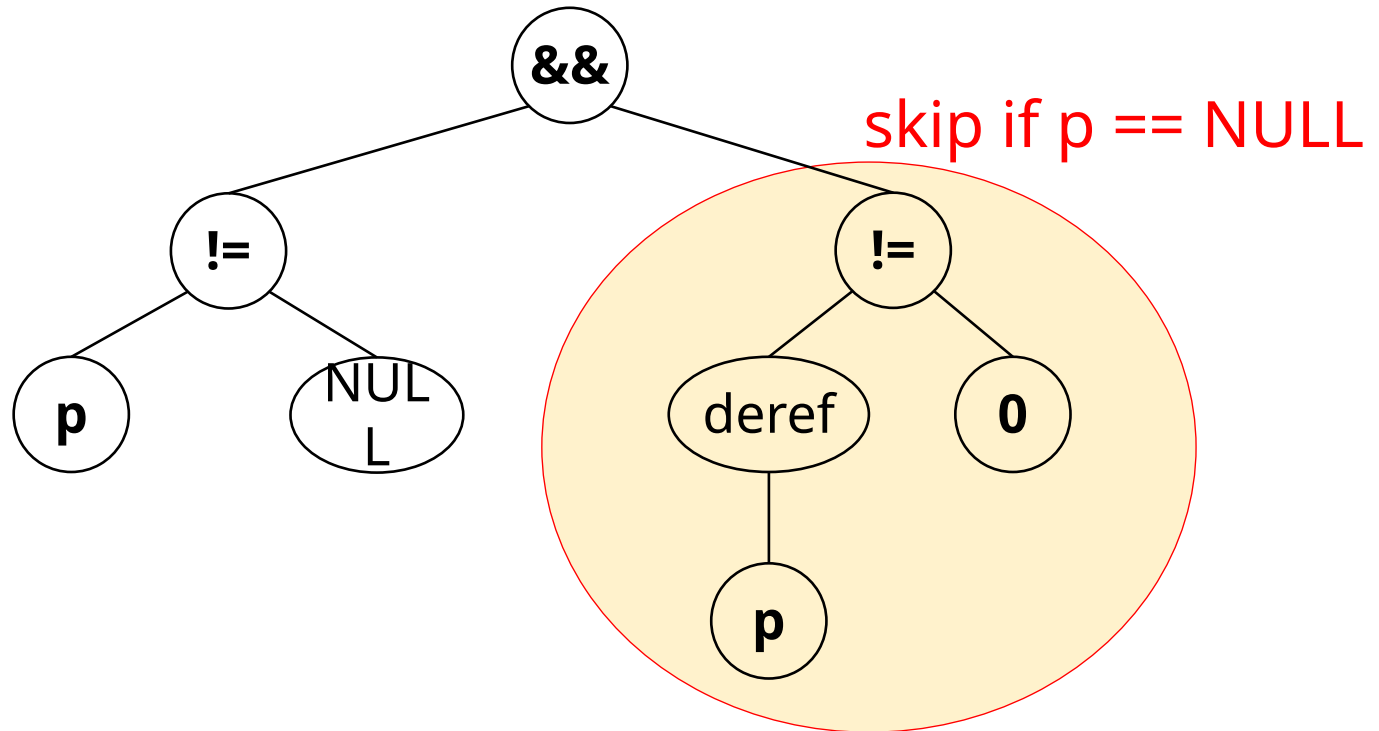 &&
skip if p == NULL
!=
!=
p
NUL
L
deref
0
p